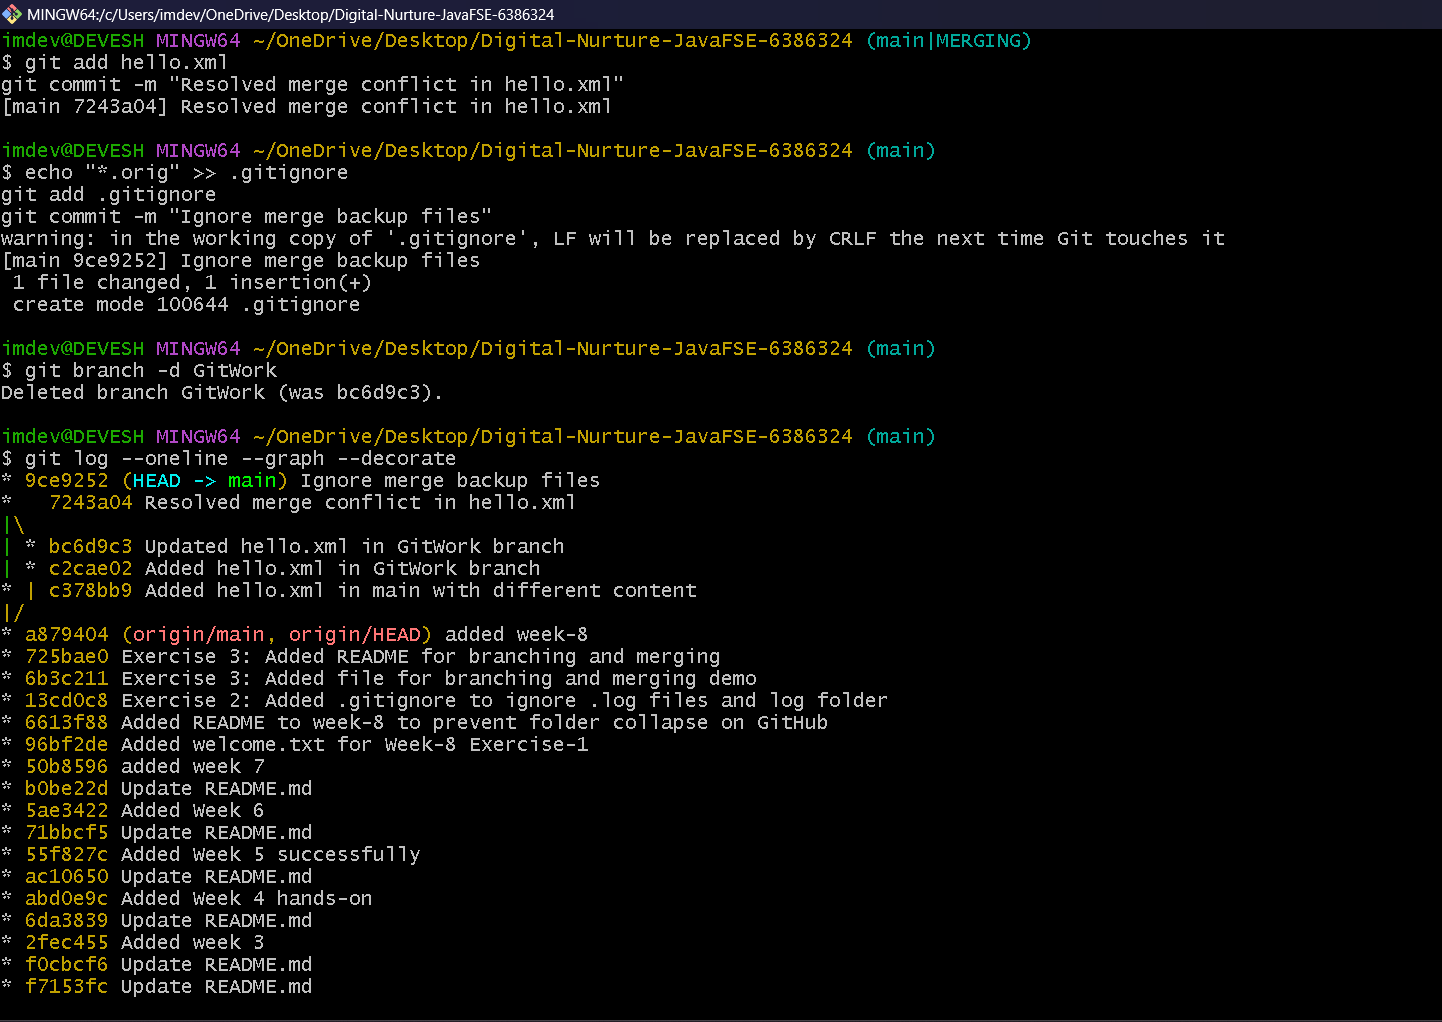 MINGW64:/c/Users/imdev/OneDrive/Desktop/Digital-Nurture-JavaFSE-6386324
imdev@DEVESH MINGW64 ~/OneDrive/Desktop/Digital-Nurture-JavaFSE-6386324 (main|MERGING)
$ git add hello.xml
git commit -m "Resolved merge conflict in hello.xml"
[main 7243a04] Resolved merge conflict in hello.xml
imdev@DEVESH MINGW64 ~/OneDrive/Desktop/Digital-Nurture-JavaFSE-6386324 (main)
$ echo "*.orig" >> .gitignore
git add .gitignore
git commit -m "Ignore merge backup files"
warning: in the working copy of '.gitignore', LF will be replaced by CRLF the next time Git touches it
[main 9ce9252] Ignore merge backup files
 1 file changed, 1 insertion(+)
 create mode 100644 .gitignore
imdev@DEVESH MINGW64 ~/OneDrive/Desktop/Digital-Nurture-JavaFSE-6386324 (main)
$ git branch -d GitWork
Deleted branch GitWork (was bc6d9c3).
imdev@DEVESH MINGW64 ~/OneDrive/Desktop/Digital-Nurture-JavaFSE-6386324 (main)
$ git log --oneline --graph --decorate
* 9ce9252 (HEAD -> main) Ignore merge backup files
*   7243a04 Resolved merge conflict in hello.xml
|\
| * bc6d9c3 Updated hello.xml in GitWork branch
| * c2cae02 Added hello.xml in GitWork branch
* | c378bb9 Added hello.xml in main with different content
|/
* a879404 (origin/main, origin/HEAD) added week-8
* 725bae0 Exercise 3: Added README for branching and merging
* 6b3c211 Exercise 3: Added file for branching and merging demo
* 13cd0c8 Exercise 2: Added .gitignore to ignore .log files and log folder
* 6613f88 Added README to week-8 to prevent folder collapse on GitHub
* 96bf2de Added welcome.txt for Week-8 Exercise-1
* 50b8596 added week 7
* b0be22d Update README.md
* 5ae3422 Added Week 6
* 71bbcf5 Update README.md
* 55f827c Added Week 5 successfully
* ac10650 Update README.md
* abd0e9c Added Week 4 hands-on
* 6da3839 Update README.md
* 2fec455 Added week 3
* f0cbcf6 Update README.md
* f7153fc Update README.md